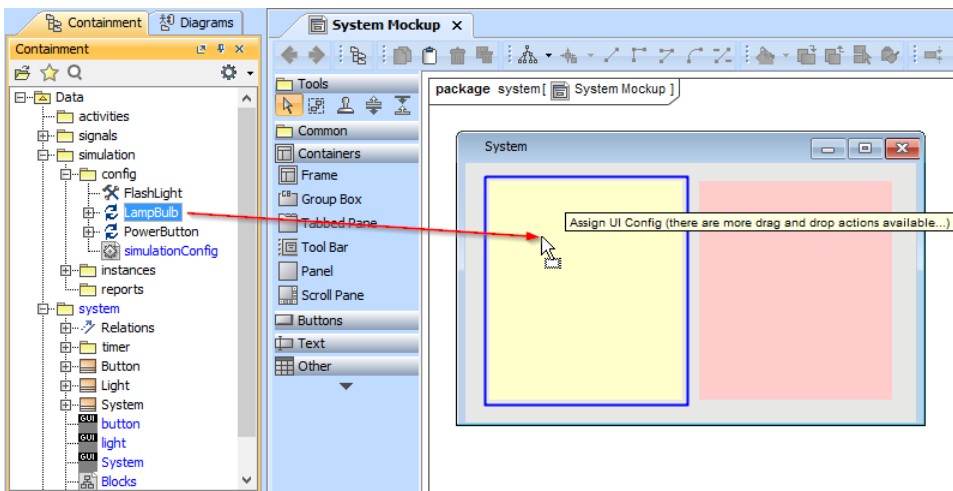 Containment
Diagrams
System Mockup
Containment
Data
activities
signals
simulation
config
FlashLight
LampBulb
PowerButton
simulationConfig
instances
reports
system
Relations
timer
Button
Light
System
GUI button
GUI light
GUI System
Blocks
Tools
Common
Containers
Frame
Group Box
Tabbed Pane
Tool Bar
Panel
Scroll Pane
Buttons
Text
Other
package system[ System Mockup ]
System
Assign UI Config (there are more drag and drop actions available...)